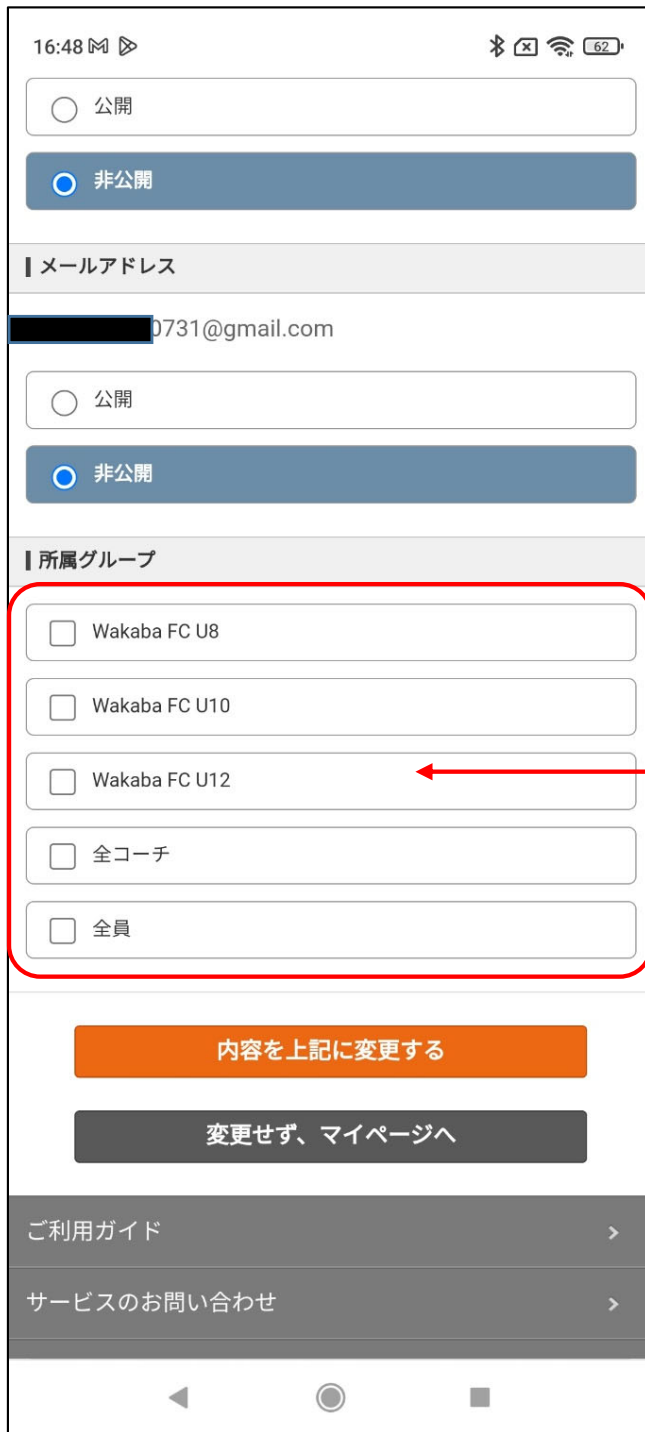 16:48
62
公開
非公開
メールアドレス
0731@gmail.com
公開
非公開
所属グループ
Wakaba FC U8
Wakaba FC U10
Wakaba FC U12
全コーチ
全員
内容を上記に変更する
変更せず、マイページへ
ご利用ガイド
サービスのお問い合わせ